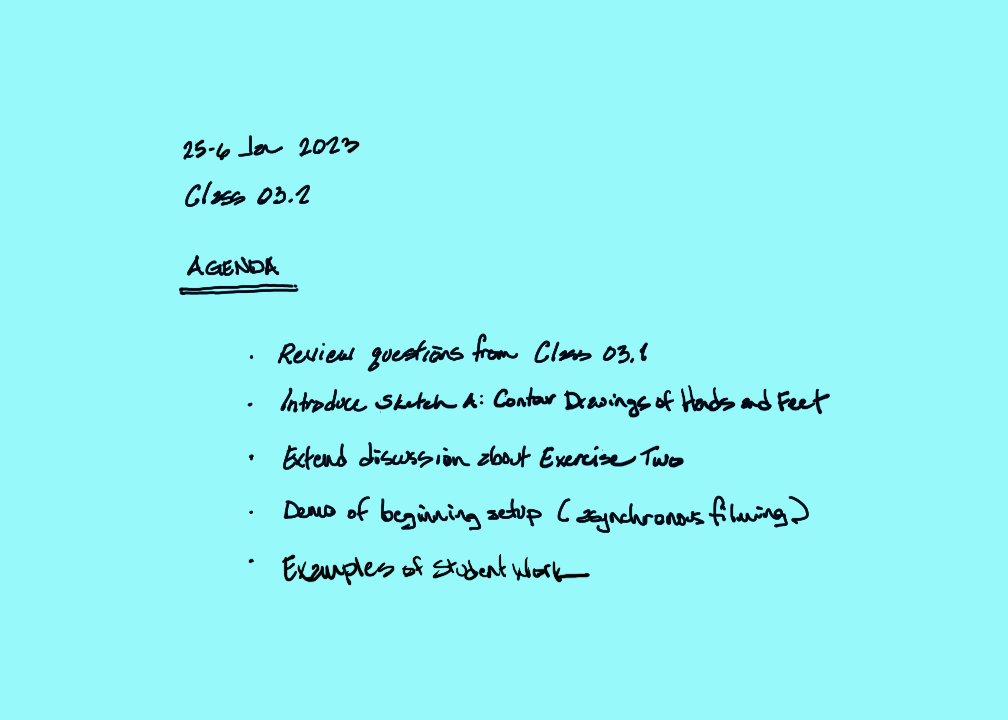 25-6 Jan 2023
Class 03.2
AGENDA
· Review questions from Class 03.1
· Introduce Sketch A: Contour Drawings of Hands and Feet
· Extend discussion about Exercise Two
· Demo of beginning setup (asynchronous filming)
· Examples of Student Work